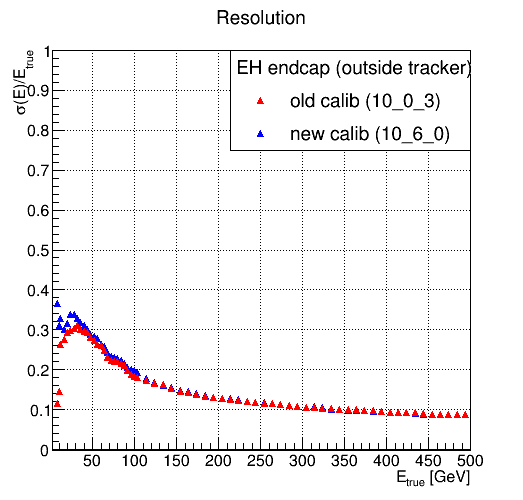 Resolution
σ(E)/E_true
EH endcap (outside tracker)
old calib (10_0_3)
new calib (10_6_0)
1
0.9
0.8
0.7
0.6
0.5
0.4
0.3
0.2
0.1
0
50 100 150 200 250 300 350 400 450 500
E_true [GeV]